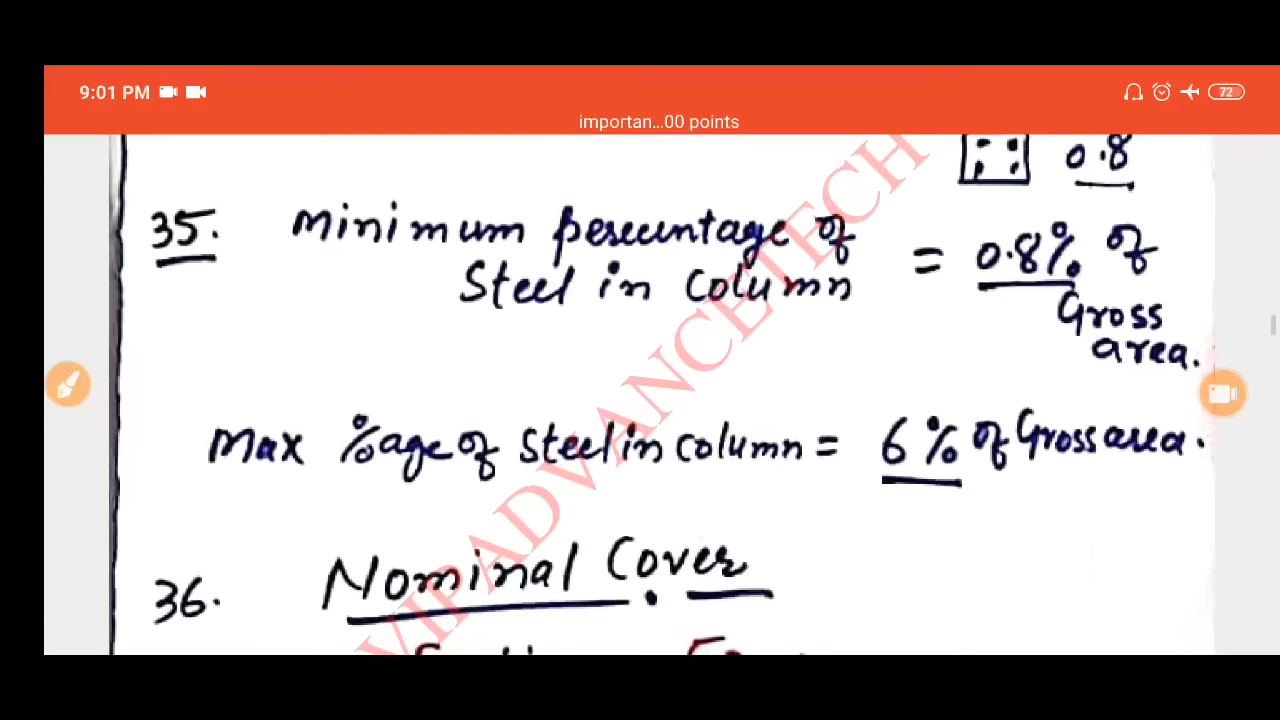 9:01 PM
72
importan...00 points
0.8
35. Minimum percentage of
Steel in column = 0.8% of
Gross
area.
Max %age of Steel in column = 6% of Gross area.
36. Nominal Cover
VIPADVANCETECH